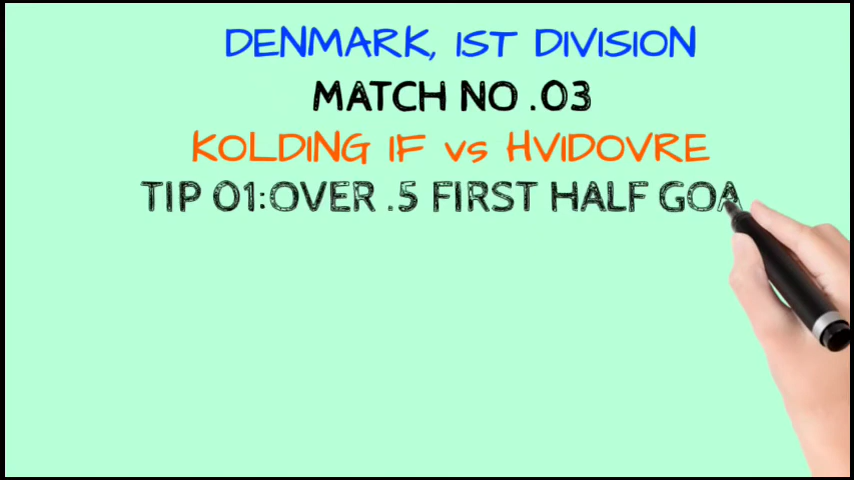 DENMARK, 1ST DIVISION
MATCH NO .03
KOLDING IF vs HVIDOVRE
TIP 01:OVER .5 FIRST HALF GOA